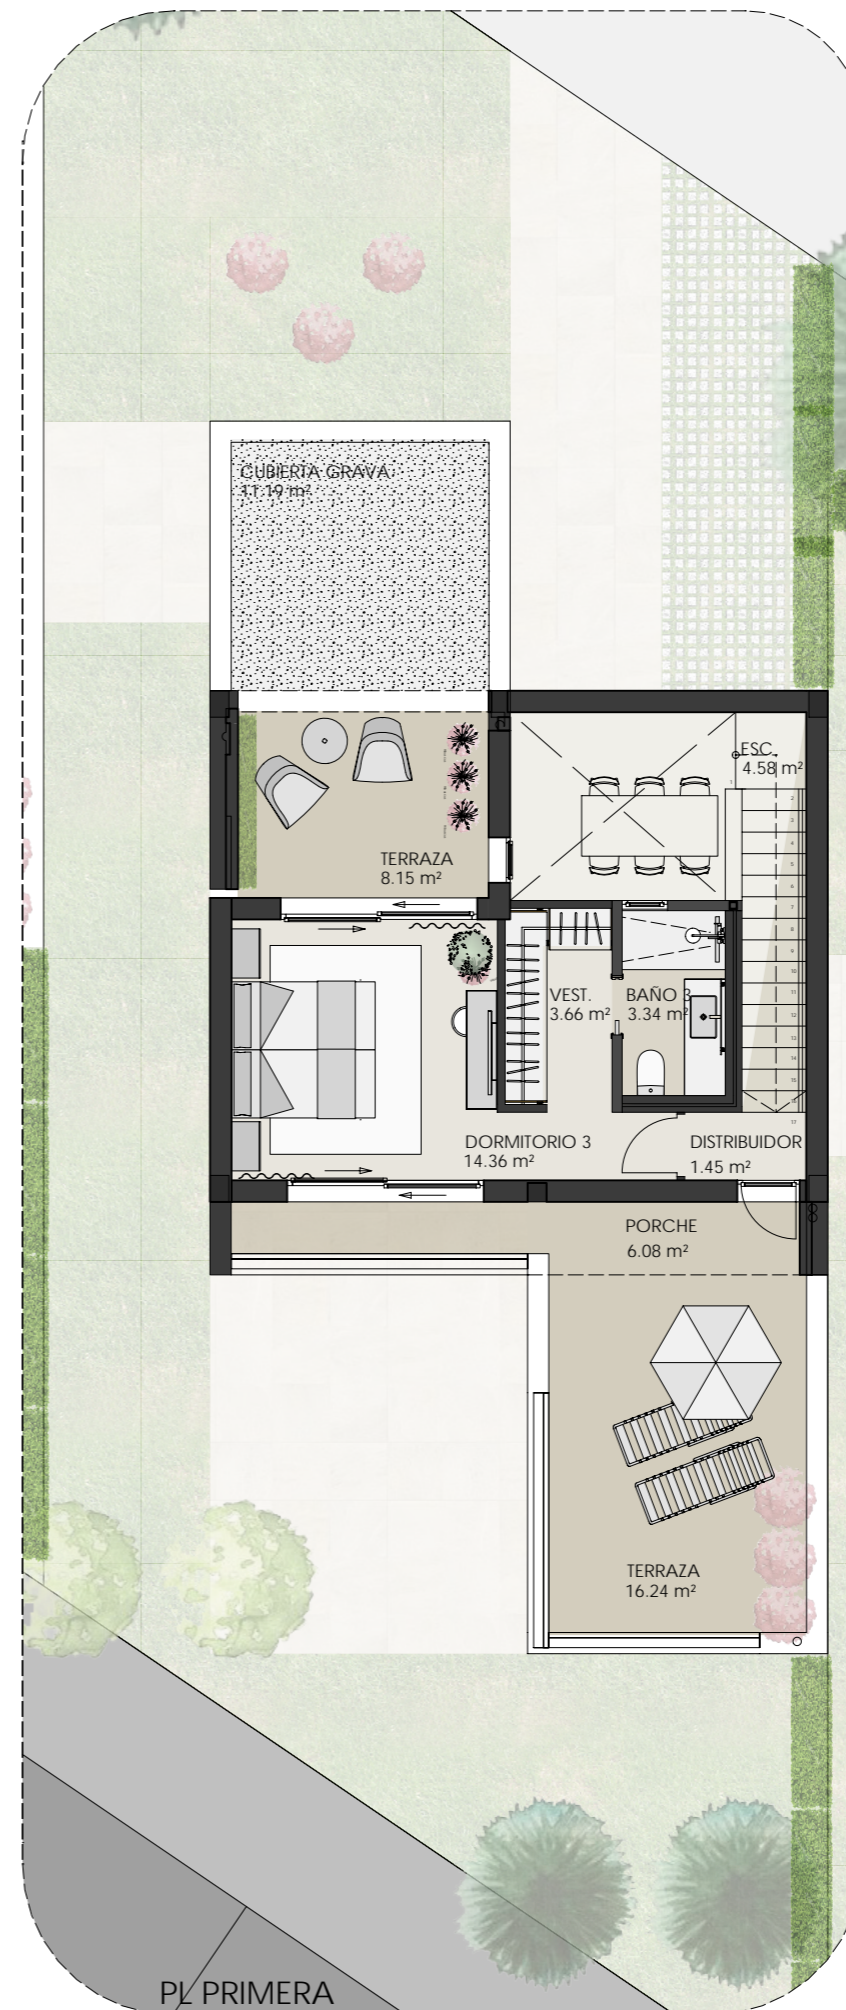 CUBIERTA GRAVA
11.19 m²
ESC.
4.58 m²
TERRAZA
8.15 m²
VEST.
3.66 m²
BAÑO 3
3.34 m²
DORMITORIO 3
14.36 m²
DISTRIBUIDOR
1.45 m²
PORCHE
6.08 m²
TERRAZA
16.24 m²
PL PRIMERA